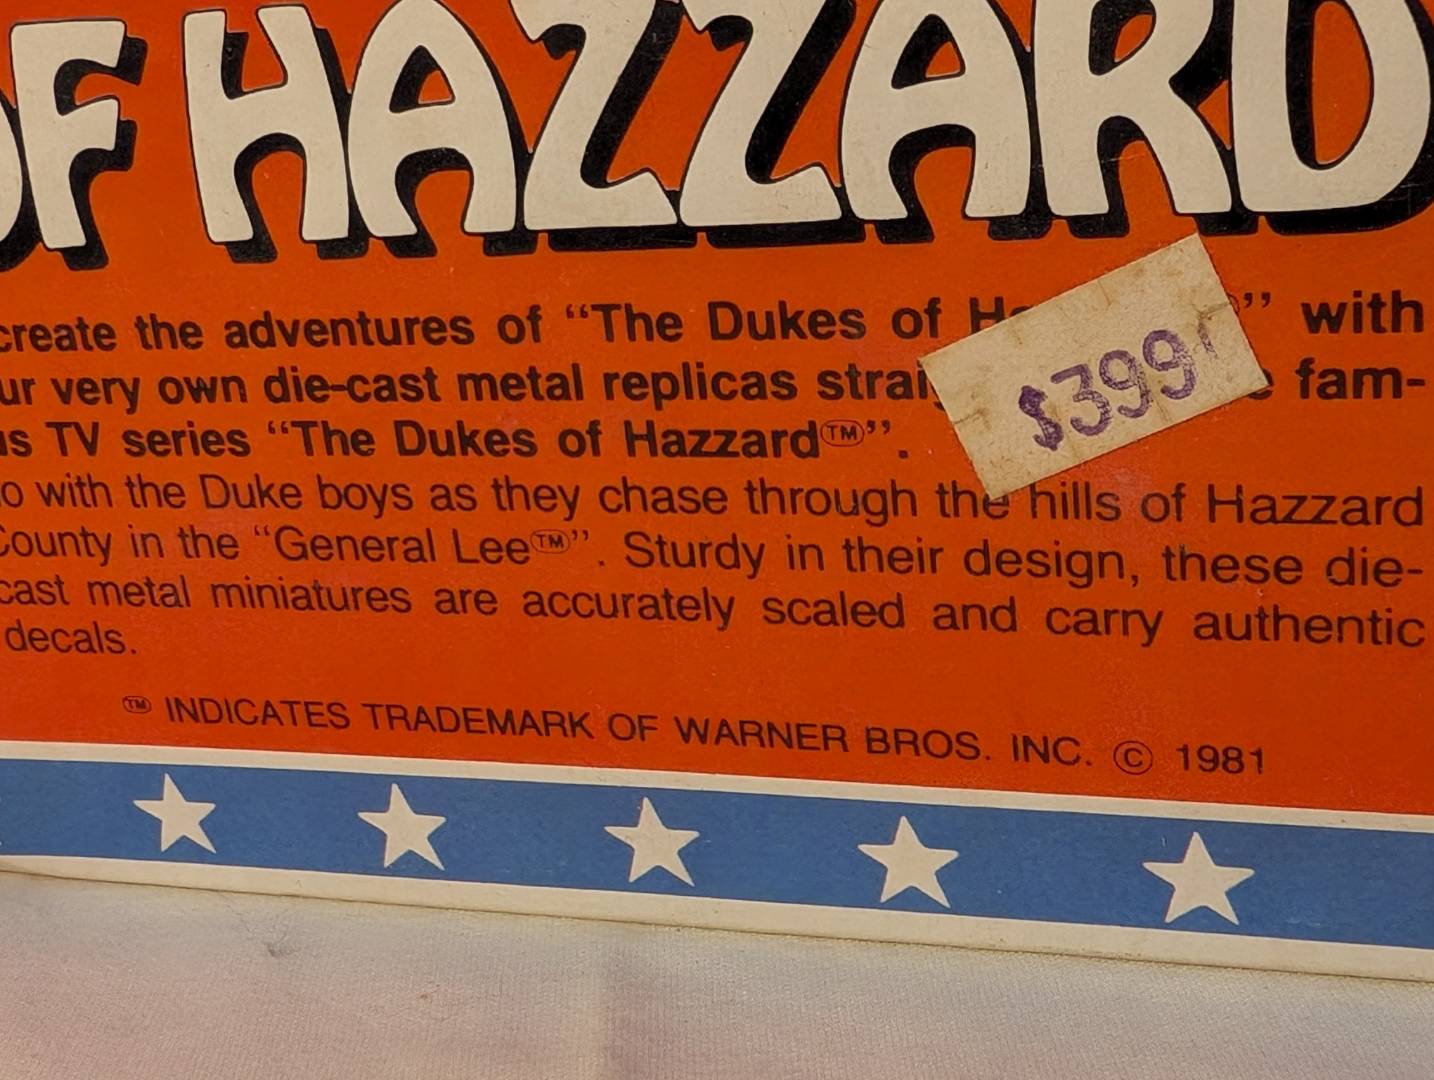 OF HAZZARD
create the adventures of “The Dukes of ” with
very own die-cast metal replicas fam-
TV series “The Dukes of Hazzard™”.
$399
with the Duke boys as they chase through the hills of Hazzard
County in the “General Lee™”. Sturdy in their design, these die-
cast metal miniatures are accurately scaled and carry authentic
decals.
™ INDICATES TRADEMARK OF WARNER BROS. INC. © 1981